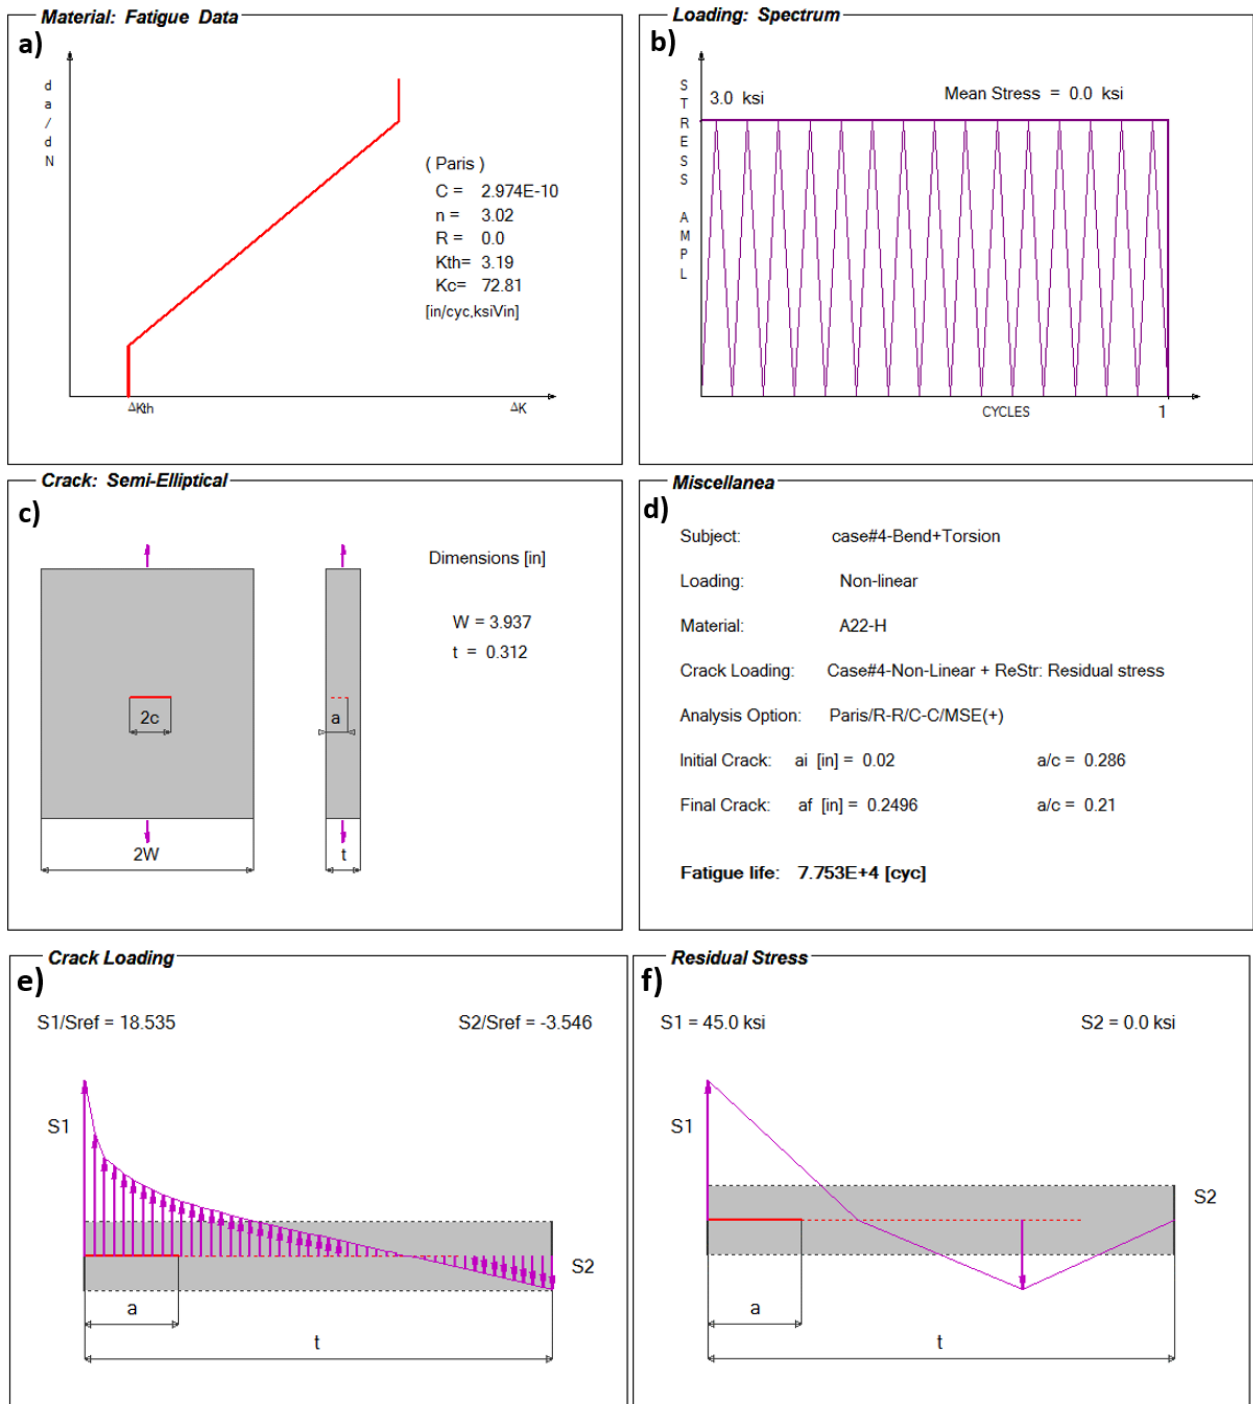 Material: Fatigue Data
a)
d
a
/
d
N
( Paris )
C = 2.974E-10
n = 3.02
R = 0.0
Kth= 3.19
Kc= 72.81
[in/cyc,ksiVin]
ΔKth
ΔK
Loading: Spectrum
b)
S
T
R
E
S
S
A
M
P
L
3.0 ksi
Mean Stress = 0.0 ksi
CYCLES
1
Crack: Semi-Elliptical
c)
Dimensions [in]
W = 3.937
t = 0.312
2c
a
2W
t
Miscellanea
d)
Subject: case#4-Bend+Torsion
Loading: Non-linear
Material: A22-H
Crack Loading: Case#4-Non-Linear + ReStr: Residual stress
Analysis Option: Paris/R-R/C-C/MSE(+)
Initial Crack: ai [in] = 0.02 a/c = 0.286
Final Crack: af [in] = 0.2496 a/c = 0.21
Fatigue life: 7.753E+4 [cyc]
Crack Loading
e)
S1/Sref = 18.535 S2/Sref = -3.546
S1
S2
a
t
Residual Stress
f)
S1 = 45.0 ksi S2 = 0.0 ksi
S1
S2
a
t